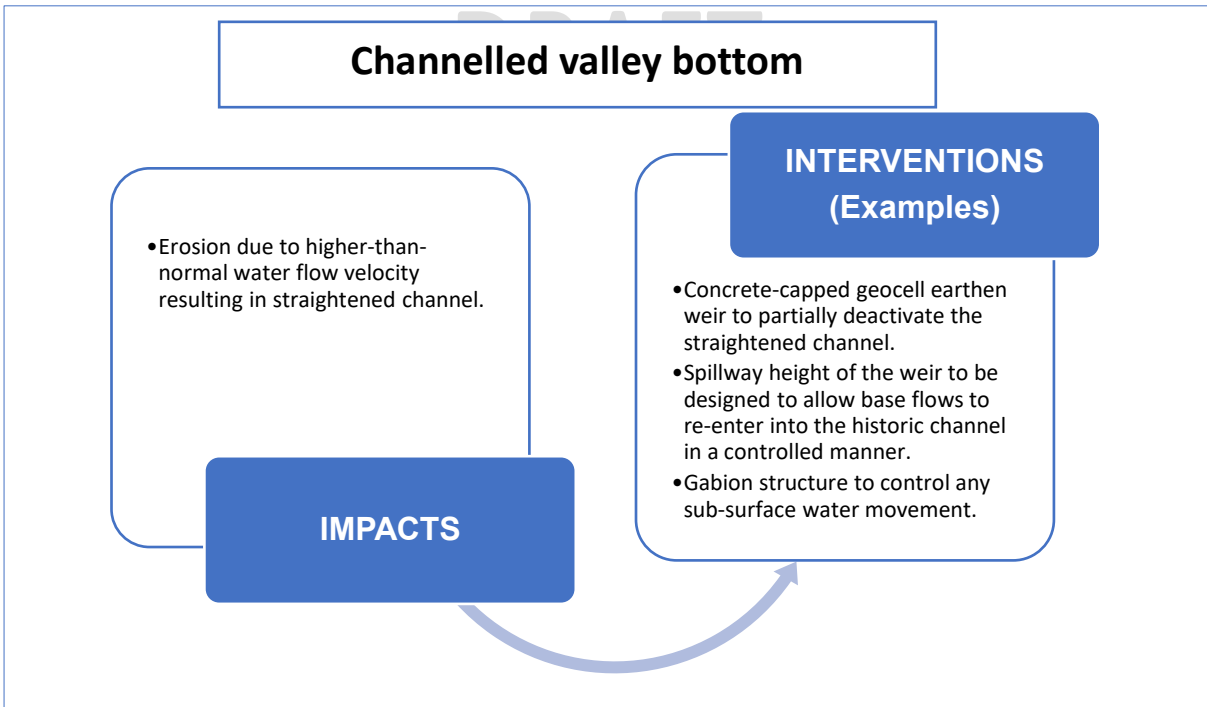 DRAFT
Channelled valley bottom
•Erosion due to higher-than-
normal water flow velocity
resulting in straightened channel.
IMPACTS
INTERVENTIONS
(Examples)
•Concrete-capped geocell earthen
weir to partially deactivate the
straightened channel.
•Spillway height of the weir to be
designed to allow base flows to
re-enter into the historic channel
in a controlled manner.
•Gabion structure to control any
sub-surface water movement.